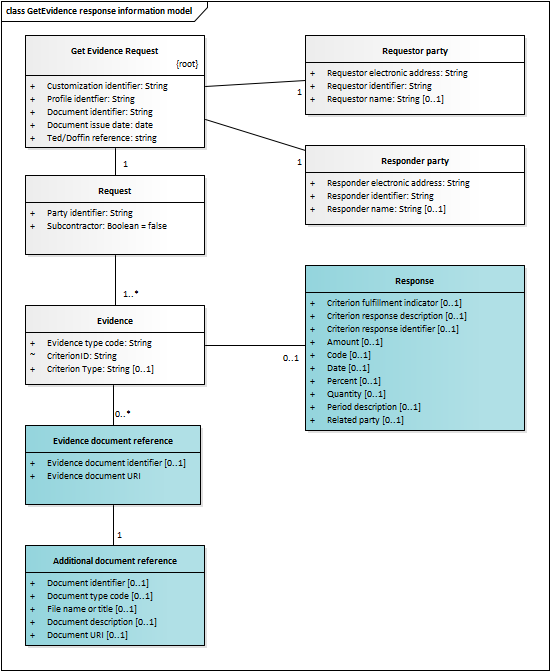 class GetEvidence response information model
Get Evidence Request
{root}
+ Customization identifier: String
+ Profile identfier: String
+ Document identifier: String
+ Document issue date: date
+ Ted/Doffin reference: string
Requestor party
+ Requestor electronic address: String
+ Requestor identifier: String
+ Requestor name: String [0..1]
1
Responder party
+ Responder electronic address: String
+ Responder identifier: String
+ Responder name: String [0..1]
1
1
Request
+ Party identifier: String
+ Subcontractor: Boolean = false
1..*
Evidence
+ Evidence type code: String
~ CriterionID: String
+ Criterion Type: String [0..1]
0..1
Response
+ Criterion fulfillment indicator [0..1]
+ Criterion response description [0..1]
+ Criterion response identifier [0..1]
+ Amount [0..1]
+ Code [0..1]
+ Date [0..1]
+ Percent [0..1]
+ Quantity [0..1]
+ Period description [0..1]
+ Related party [0..1]
0..*
Evidence document reference
+ Evidence document identifier [0..1]
+ Evidence document URI
1
Additional document reference
+ Document identifier [0..1]
+ Document type code [0..1]
+ File name or title [0..1]
+ Document description [0..1]
+ Document URI [0..1]